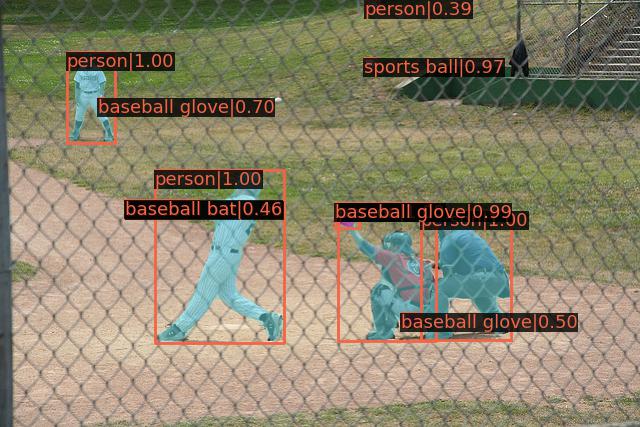 person|0.39
person|1.00
sports ball|0.97
baseball glove|0.70
person|1.00
baseball bat|0.46
baseball glove|0.99
person|1.00
baseball glove|0.50